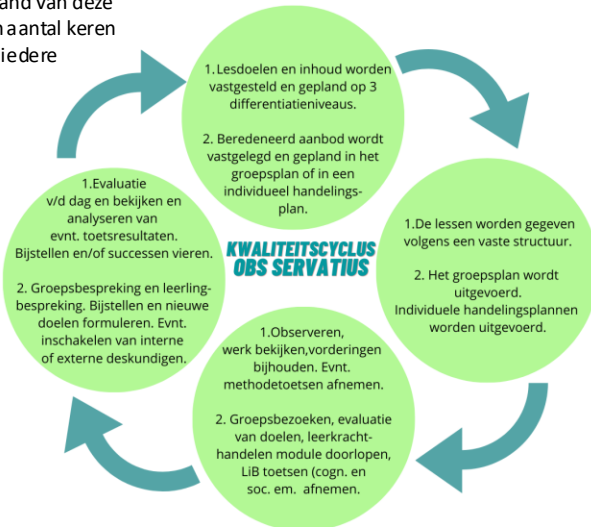 and van deze
aantal keren
iedere
1. Lesdoelen en inhoud worden
vastgesteld en gepland op 3
differentiatieniveaus.
2. Beredeneerd aanbod wordt
vastgelegd en gepland in het
groepsplan of in een
individueel handelings-
plan.
1.De lessen worden gegeven
volgens een vaste structuur.
2. Het groepsplan wordt
uitgevoerd.
Individuele handelingsplannen
worden uitgevoerd.
1.Observeren,
werk bekijken,vorderingen
bijhouden. Evnt.
methodetoetsen afnemen.
2. Groepsbezoeken, evaluatie
van doelen, leerkracht-
handelen module doorlopen,
LiB toetsen (cogn. en
soc. em. afnemen.
1.Evaluatie
v/d dag en bekijken en
analyseren van
evnt. toetsresultaten.
Bijstellen en/of successen vieren.
2. Groepsbespreking en leerling-
bespreking. Bijstellen en nieuwe
doelen formuleren. Evnt.
inschakelen van interne
of externe deskundigen.
KWALITEITSCYCLUS
OBS SERVATIUS